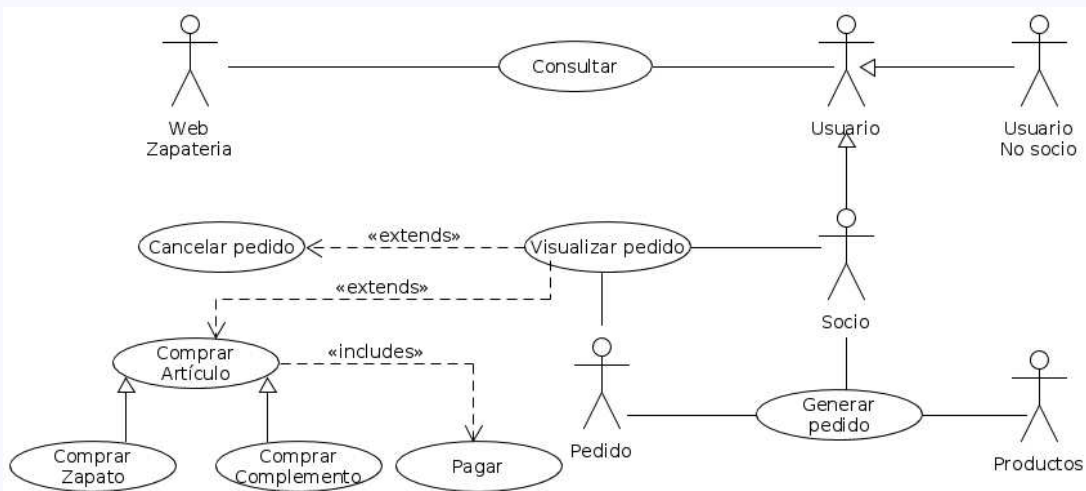 Consultar
Web
Zapateria
Usuario
Usuario
No socio
Cancelar pedido
«extends»
Visualizar pedido
«extends»
Socio
Comprar
Artículo
«includes»
Generar
pedido
Pedido
Productos
Comprar
Zapato
Comprar
Complemento
Pagar